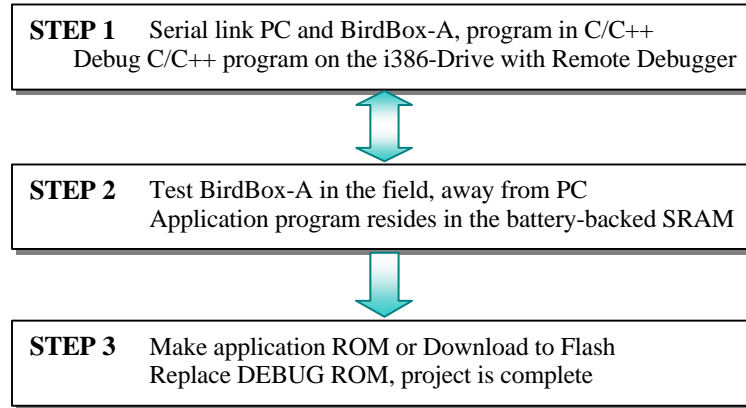 STEP 1 Serial link PC and BirdBox-A, program in C/C++
Debug C/C++ program on the i386-Drive with Remote Debugger
STEP 2 Test BirdBox-A in the field, away from PC
Application program resides in the battery-backed SRAM
STEP 3 Make application ROM or Download to Flash
Replace DEBUG ROM, project is complete